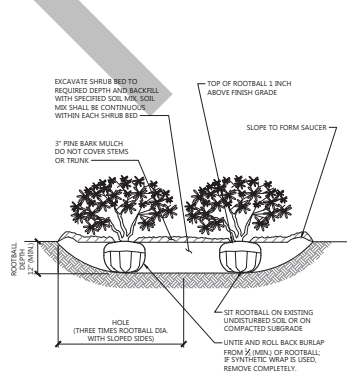 EXCAVATE SHRUB BED TO
REQUIRED DEPTH AND BACKFILL
WITH SPECIFIED SOIL MIX. SOIL
MIX SHALL BE CONTINUOUS
WITHIN EACH SHRUB BED
3" PINE BARK MULCH
DO NOT COVER STEMS
OR TRUNK
TOP OF ROOTBALL 1 INCH
ABOVE FINISH GRADE
SLOPE TO FORM SAUCER
ROOTBALL
DEPTH
12" (MIN.)
HOLE
(THREE TIMES ROOTBALL DIA.
WITH SLOPED SIDES)
SIT ROOTBALL ON EXISTING
UNDISTURBED SOIL OR ON
COMPACTED SUBGRADE
UNTIE AND ROLL BACK BURLAP
FROM (MIN.) OF ROOTBALL;
IF SYNTHETIC WRAP IS USED,
REMOVE COMPLETELY.